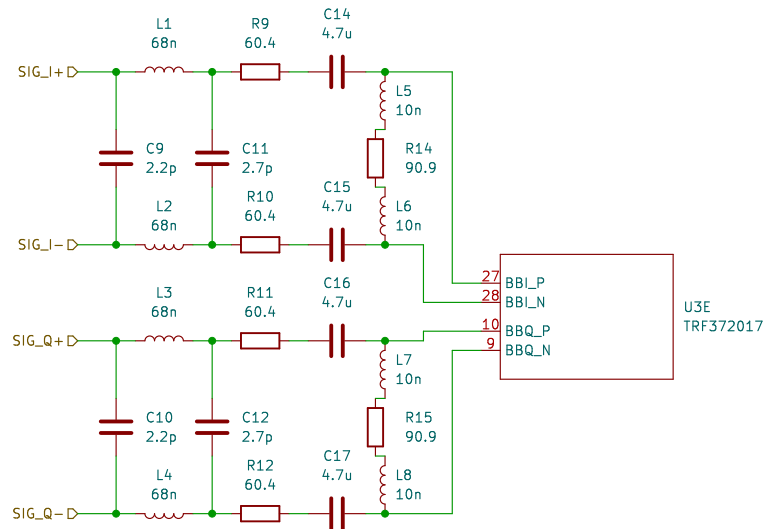 L1
68n
R9
60.4
C14
4.7u
SIG_I+
L5
10n
C9
2.2p
C11
2.7p
R14
90.9
L2
68n
R10
60.4
C15
4.7u
L6
10n
SIG_I-
L3
68n
R11
60.4
C16
4.7u
27
BBI_P
28
BBI_N
10
BBQ_P
9
BBQ_N
U3E
TRF372017
SIG_Q+
L7
10n
C10
2.2p
C12
2.7p
R15
90.9
L4
68n
R12
60.4
C17
4.7u
L8
10n
SIG_Q-